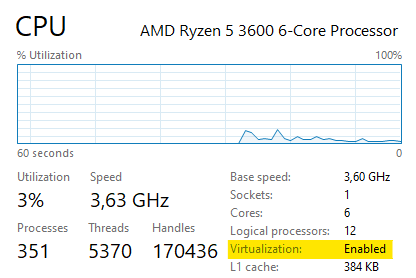 CPU AMD Ryzen 5 3600 6-Core Processor
% Utilization 100%
60 seconds 0
Utilization Speed
3% 3,63 GHz
Processes Threads Handles
351 5370 170436
Base speed: 3,60 GHz
Sockets: 1
Cores: 6
Logical processors: 12
Virtualization: Enabled
L1 cache: 384 KB